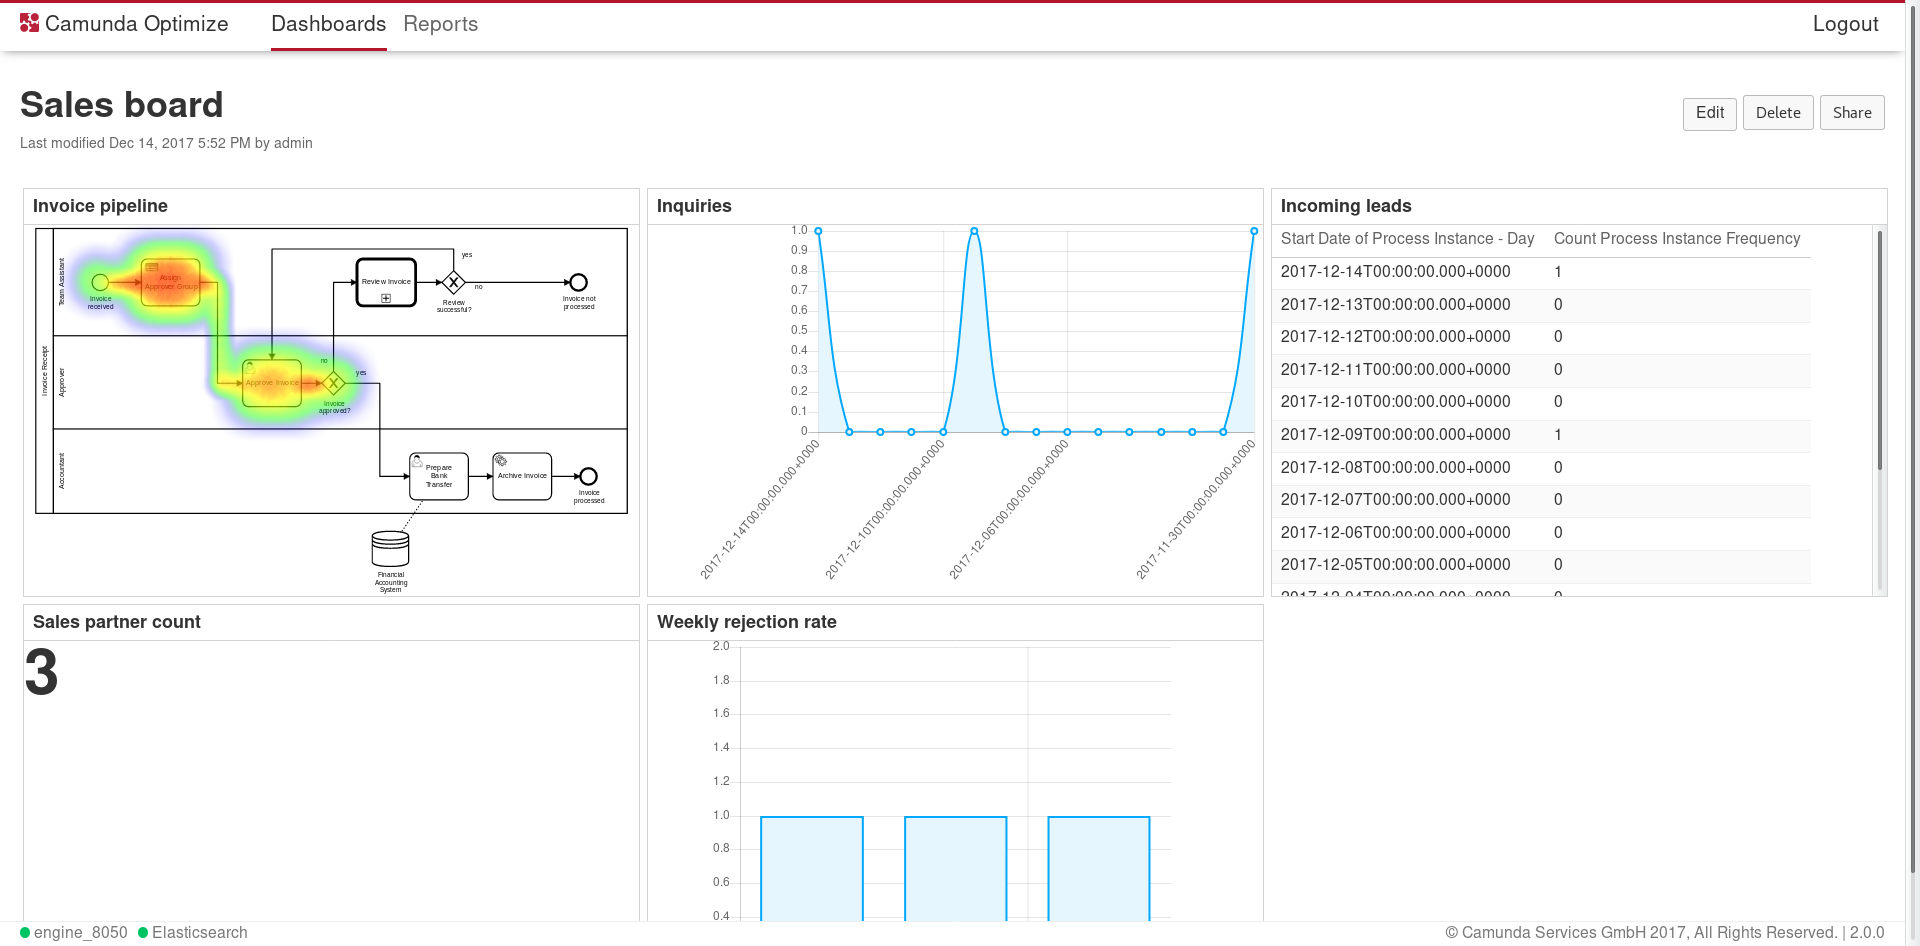 Camunda Optimize
Dashboards
Reports
Logout
Sales board
Last modified Dec 14, 2017 5:52 PM by admin
Edit
Delete
Share
Invoice pipeline
Invoice Receipt
Team Assistant
Invoice
received
Assign
Approver Group
Review Invoice
yes
no
Review
successful?
Invoice not
processed
Approver
Approve Invoice
no
yes
Invoice
approved?
Accountant
Prepare
Bank
Transfer
Archive Invoice
Invoice
processed
Financial
Accounting
System
Inquiries
1.0
0.9
0.8
0.7
0.6
0.5
0.4
0.3
0.2
0.1
0
2017-12-14T00:00:00.000+0000
2017-12-10T00:00:00.000+0000
2017-12-06T00:00:00.000+0000
2017-11-30T00:00:00.000+0000
Incoming leads
Start Date of Process Instance - Day Count Process Instance Frequency
2017-12-14T00:00:00.000+0000 1
2017-12-13T00:00:00.000+0000 0
2017-12-12T00:00:00.000+0000 0
2017-12-11T00:00:00.000+0000 0
2017-12-10T00:00:00.000+0000 0
2017-12-09T00:00:00.000+0000 1
2017-12-08T00:00:00.000+0000 0
2017-12-07T00:00:00.000+0000 0
2017-12-06T00:00:00.000+0000 0
2017-12-05T00:00:00.000+0000 0
2017-12-04T00:00:00.000+0000 0
Sales partner count
3
Weekly rejection rate
2.0
1.8
1.6
1.4
1.2
1.0
0.8
0.6
0.4
engine_8050
Elasticsearch
© Camunda Services GmbH 2017, All Rights Reserved. | 2.0.0